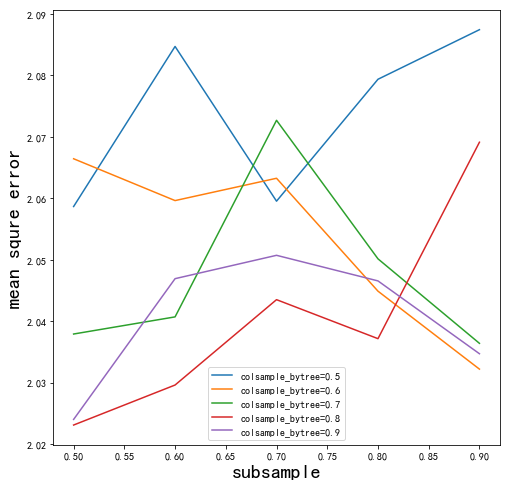 2.09
2.08
2.07
2.06
2.05
2.04
2.03
2.02
mean squre error
colsample_bytree=0.5
colsample_bytree=0.6
colsample_bytree=0.7
colsample_bytree=0.8
colsample_bytree=0.9
0.50 0.55 0.60 0.65 0.70 0.75 0.80 0.85 0.90
subsample